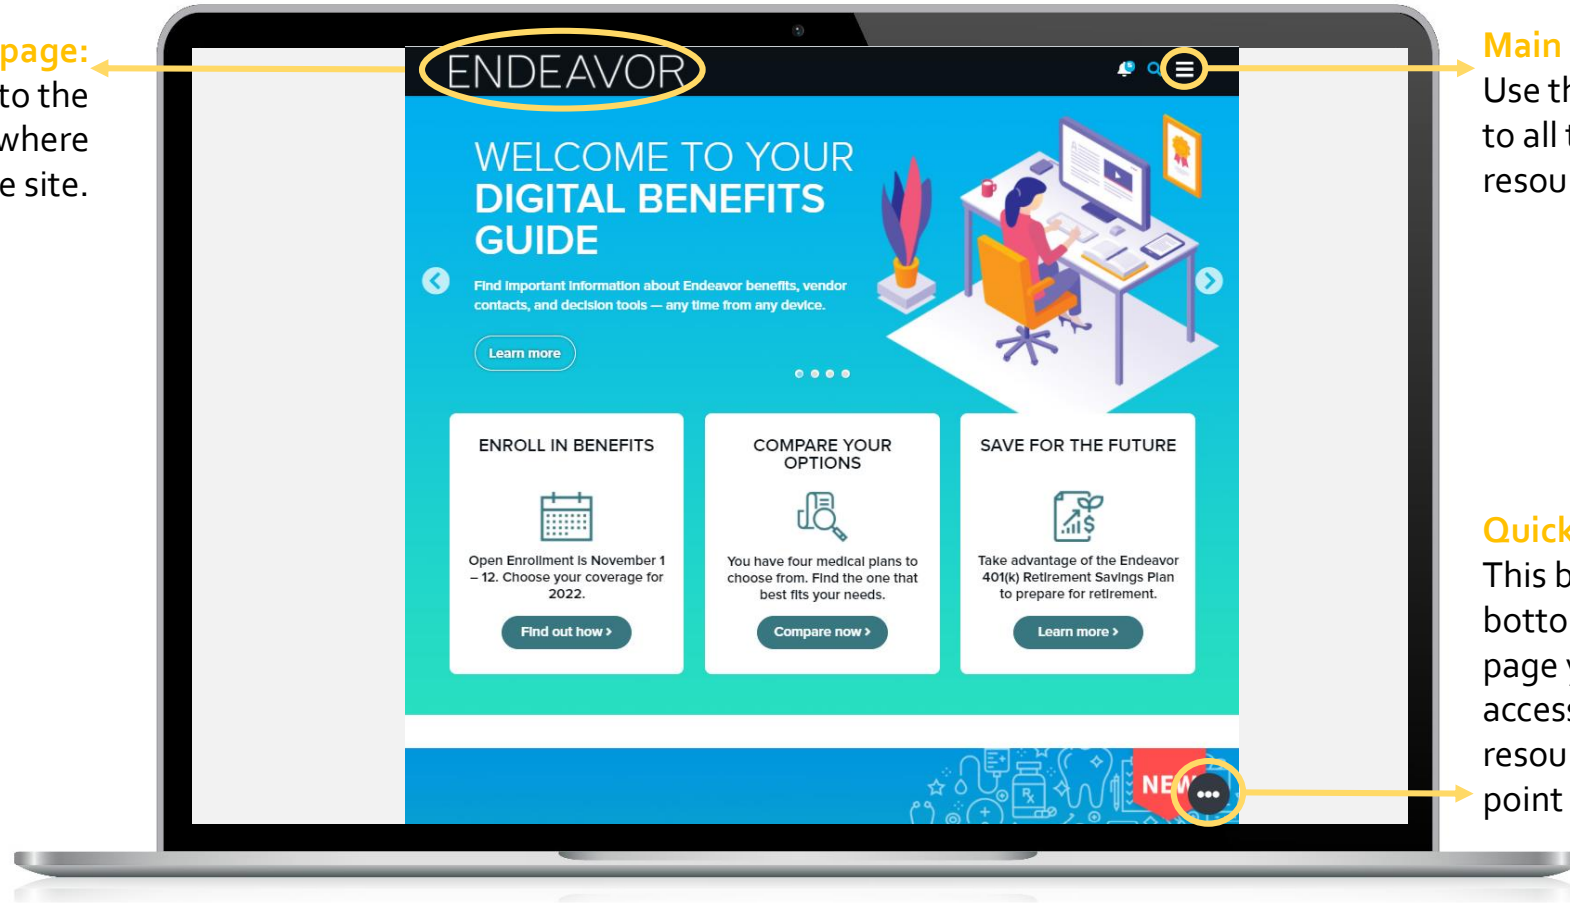 page:
to the
where
e site.
ENDEAVOR
WELCOME TO YOUR
DIGITAL BENEFITS
GUIDE
Find important information about Endeavor benefits, vendor
contacts, and decision tools — any time from any device.
Learn more
ENROLL IN BENEFITS
Open Enrollment is November 1
– 12. Choose your coverage for
2022.
Find out how >
COMPARE YOUR
OPTIONS
You have four medical plans to
choose from. Find the one that
best fits your needs.
Compare now >
SAVE FOR THE FUTURE
Take advantage of the Endeavor
401(k) Retirement Savings Plan
to prepare for retirement.
Learn more >
Rx
NEW
Main
Use th
to all t
resou
Quick
This b
botto
page y
access
resou
point